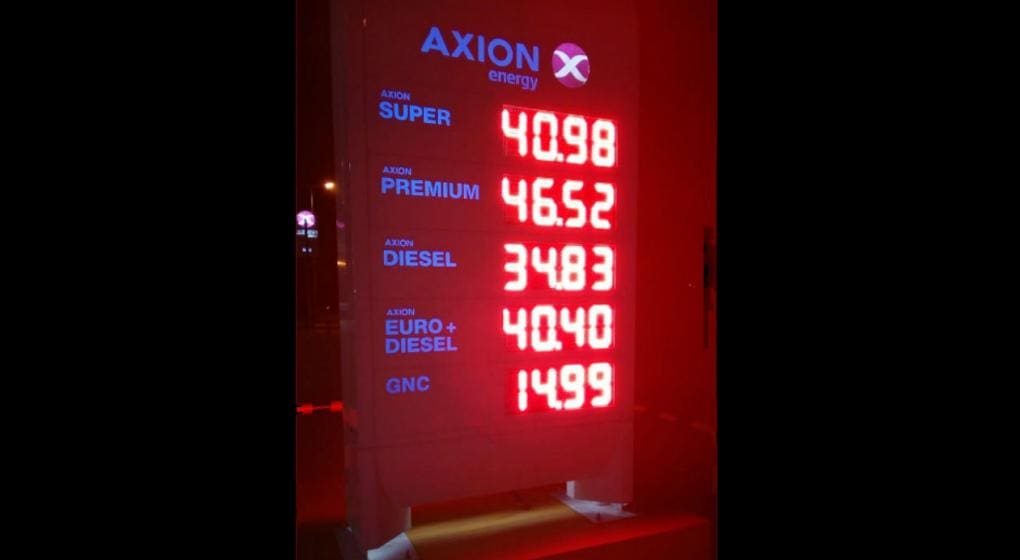 AXION
energy
AXION
SUPER 40.98
AXION
PREMIUM 46.52
AXION
DIESEL 34.83
AXION
EURO+
DIESEL 40.40
GNC 14.99